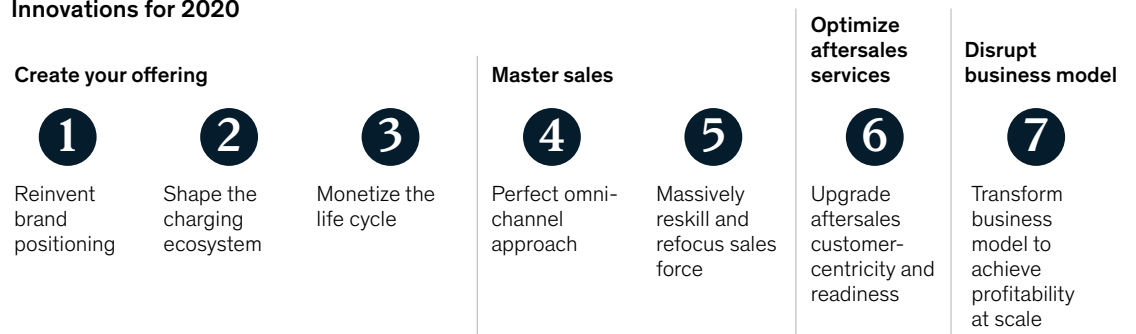 Innovations for 2020
Create your offering
1
Reinvent
brand
positioning
2
Shape the
charging
ecosystem
3
Monetize the
life cycle
Master sales
4
Perfect omni-
channel
approach
5
Massively
reskill and
refocus sales
force
Optimize
aftersales
services
6
Upgrade
aftersales
customer-
centricity and
readiness
Disrupt
business model
7
Transform
business
model to
achieve
profitability
at scale